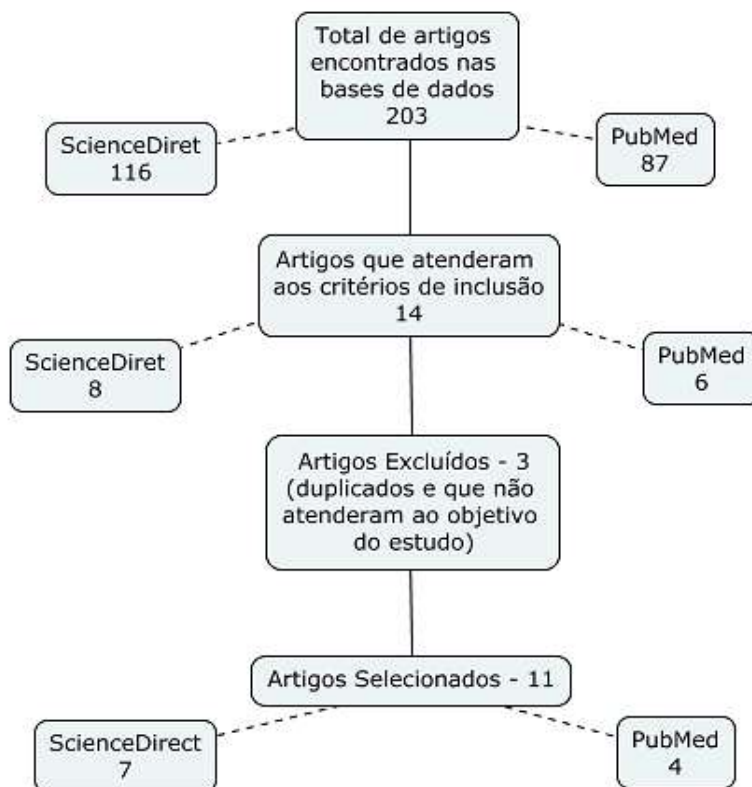 Total de artigos
encontrados nas
bases de dados
203
ScienceDiret
116
PubMed
87
Artigos que atenderam
aos critérios de inclusão
14
ScienceDiret
8
PubMed
6
Artigos Excluídos - 3
(duplicados e que não
atenderam ao objetivo
do estudo)
Artigos Selecionados - 11
ScienceDirect
7
PubMed
4